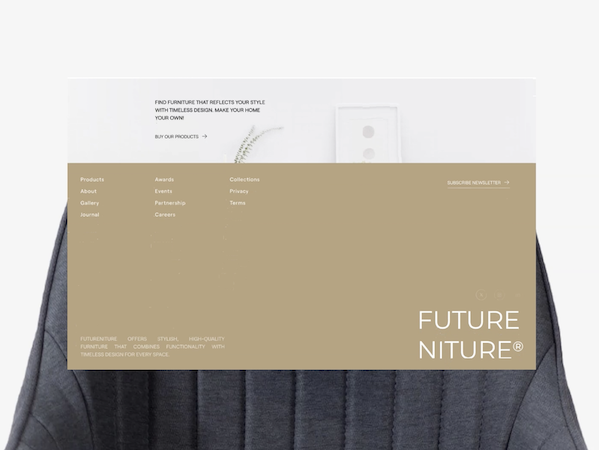 FIND FURNITURE THAT REFLECTS YOUR STYLE
WITH TIMELESS DESIGN. MAKE YOUR HOME
YOUR OWN!
BUY OUR PRODUCTS →
Products
About
Gallery
Journal
Awards
Events
Partnership
Careers
Collections
Privacy
Terms
SUBSCRIBE NEWSLETTER →
FUTURENITURE OFFERS STYLISH, HIGH-QUALITY
FURNITURE THAT COMBINES FUNCTIONALITY WITH
TIMELESS DESIGN FOR EVERY SPACE.
FUTURE
NITURE®